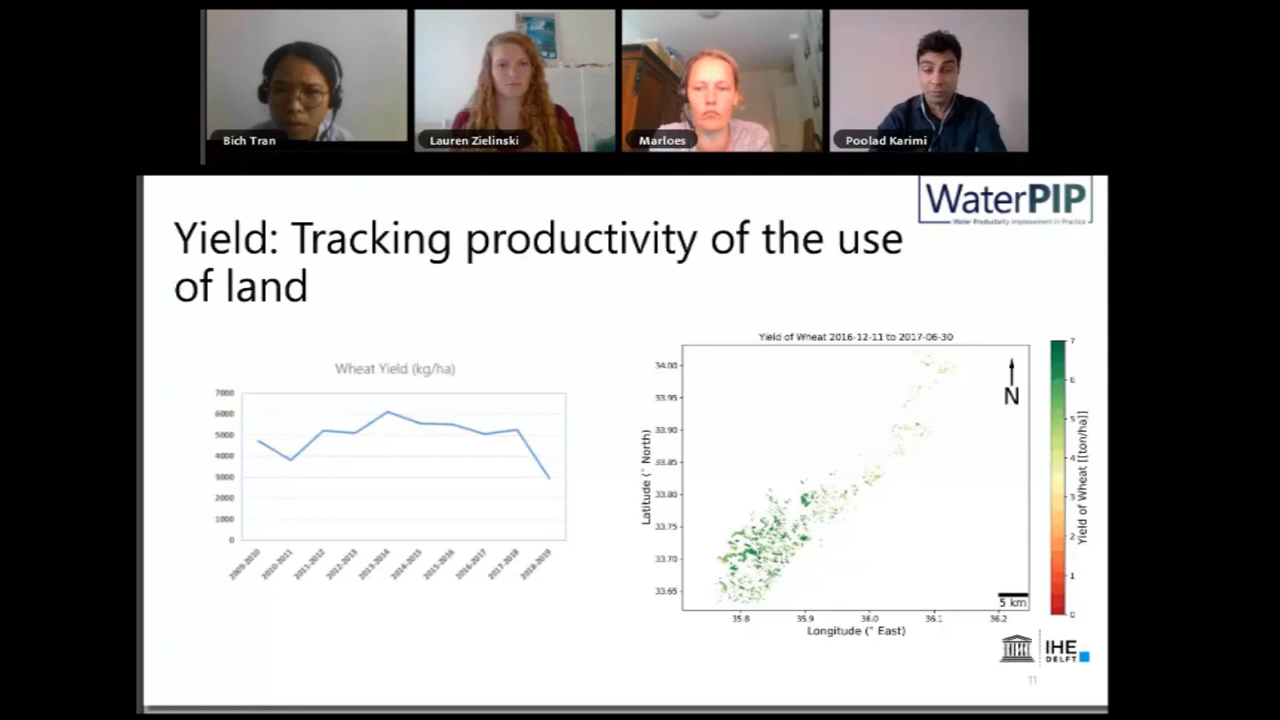 Bich Tran
Lauren Zielinski
Marloes
Poolad Karimi
WaterPIP
Water Productivity Improvement in Practice
Yield: Tracking productivity of the use
of land
Wheat Yield (kg/ha)
7000
6000
5000
4000
3000
2000
1000
0
2009-2010
2010-2011
2011-2012
2012-2013
2013-2014
2014-2015
2015-2016
2016-2017
2017-2018
2018-2019
Yield of Wheat 2016-12-11 to 2017-06-30
34.00
33.95
33.90
33.85
33.80
33.75
33.70
33.65
Latitude (° North)
35.8
35.9
36.0
36.1
36.2
Longitude (° East)
N
5 km
7
6
5
4
3
2
1
0
Yield of Wheat [[ton/ha]]
IHE
DELFT
11